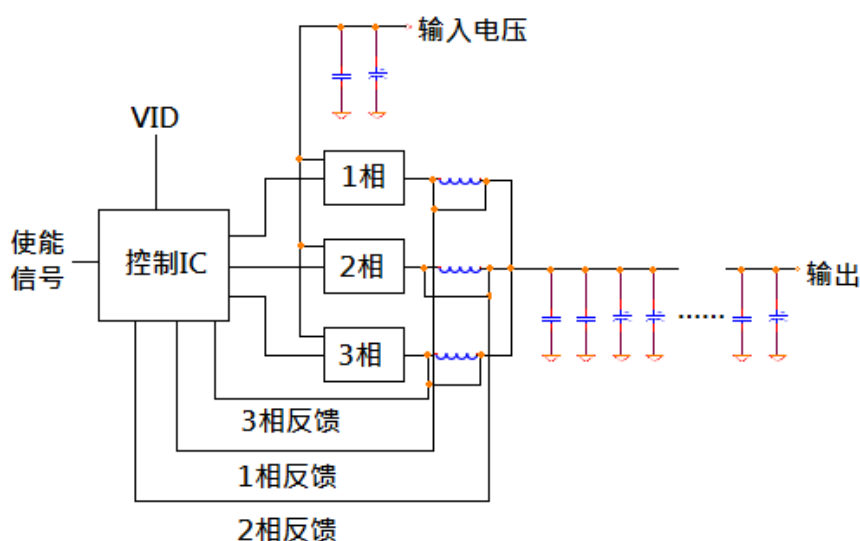 输入电压
VID
1相
使能
信号
控制IC
2相
输出
......
3相
3相反馈
1相反馈
2相反馈